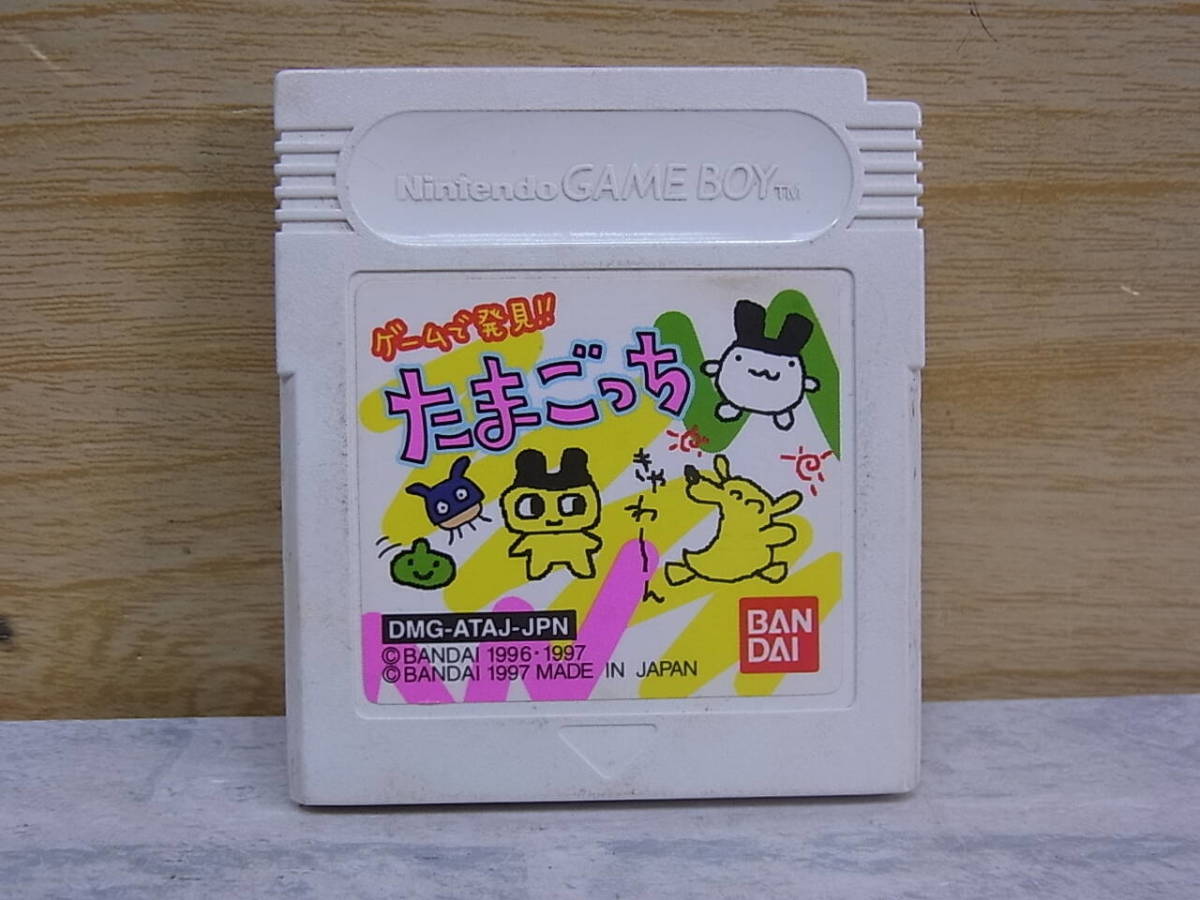 Nintendo GAME BOY TM
ゲームで発見!!
たまごっち
きゃわーん
DMG-ATAJ-JPN
©BANDAI 1996・1997
©BANDAI 1997 MADE IN JAPAN
BAN
DAI